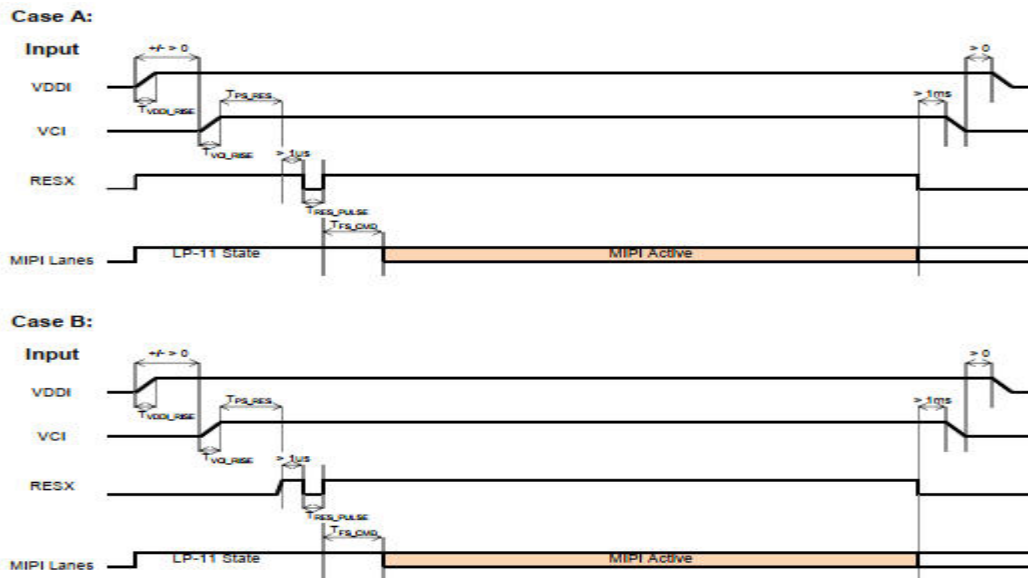 Case A:
Input
+/- > 0
> 0
VDDI
TVDDI_RISE
TPS_RES
> 1ms
VCI
TVCI_RISE
> 1us
RESX
TRES_PULSE
TFS_CMD
MIPI Lanes
LP-11 State
MIPI Active
Case B:
Input
+/- > 0
> 0
VDDI
TVDDI_RISE
TPS_RES
> 1ms
VCI
TVCI_RISE
> 1us
RESX
TRES_PULSE
TFS_CMD
MIPI Lanes
LP-11 State
MIPI Active